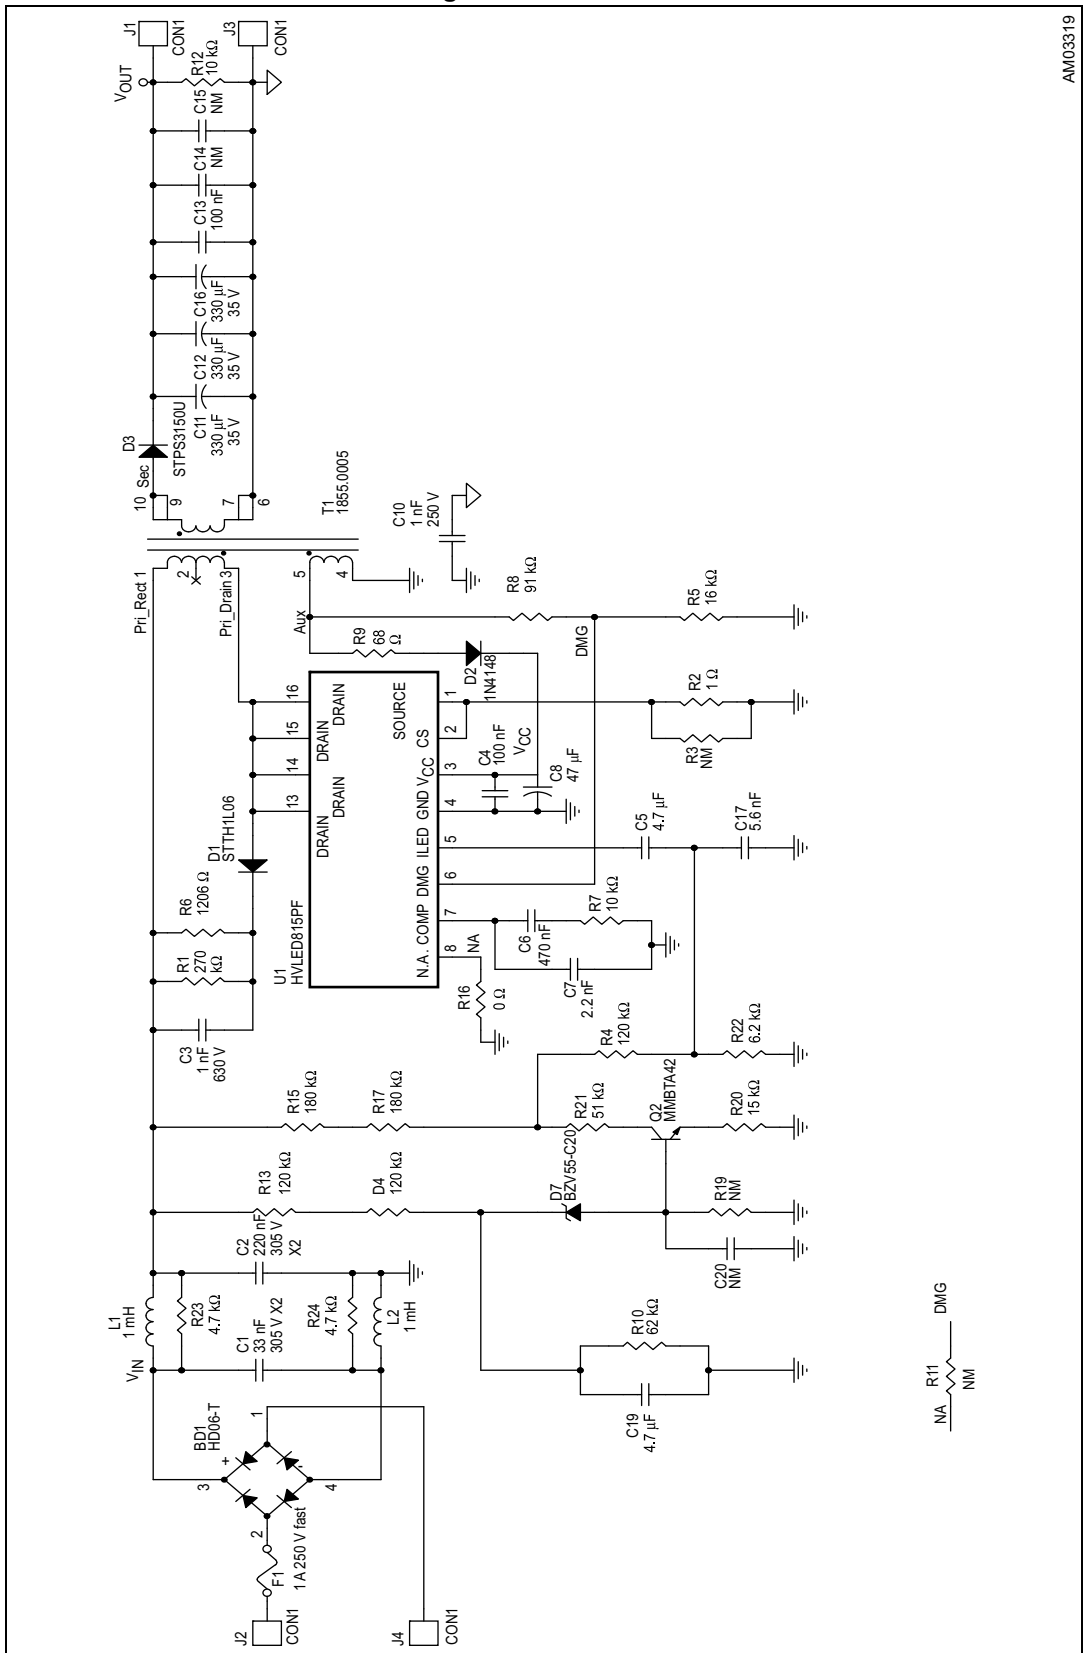 AM03319
J1
CON1
J3
CON1
VOUT
R12
10 kΩ
C15
NM
C14
NM
C13
100 nF
C16
330 μF
35 V
C12
330 μF
35 V
C11
330 μF
35 V
D3
STPS3150U
Sec
10
9
7
6
T1
1855.0005
C10
1 nF
250 V
Pri_Rect 1
2
Pri_Drain 3
5
4
Aux
R9
68
Ω
D2
1N4148
R8
91 kΩ
DMG
R5
16 kΩ
R2
1 Ω
R3
NM
16
15
14
13
DRAIN
DRAIN
DRAIN
DRAIN
SOURCE
CS
VCC
GND
ILED
DMG
COMP
N.A.
1
2
3
4
5
6
7
8
U1
HVLED815PF
C4
100 nF
VCC
C8
47 μF
C5
4.7 μF
C17
5.6 nF
NA
C6
470 nF
R7
10 kΩ
C7
2.2 nF
R16
0 Ω
D1
STTH1L06
R6
1206 Ω
R1
270
kΩ
C3
1 nF
630 V
R4
120 kΩ
R22
6.2 kΩ
R15
180 kΩ
R17
180 kΩ
R21
51 kΩ
Q2
MMBTA42
R20
15 kΩ
R13
120 kΩ
D4
120 kΩ
D7
BZV55-C20
R19
NM
C20
NM
L1
1 mH
R23
4.7 kΩ
C2
220 nF
305 V
X2
C1
33 nF
305 V X2
R24
4.7 kΩ
L2
1 mH
VIN
R10
62 kΩ
C19
4.7 μF
BD1
HD06-T
+
-
1
2
3
4
F1
1 A 250 V fast
J2
CON1
J4
CON1
NA
R11
NM
DMG